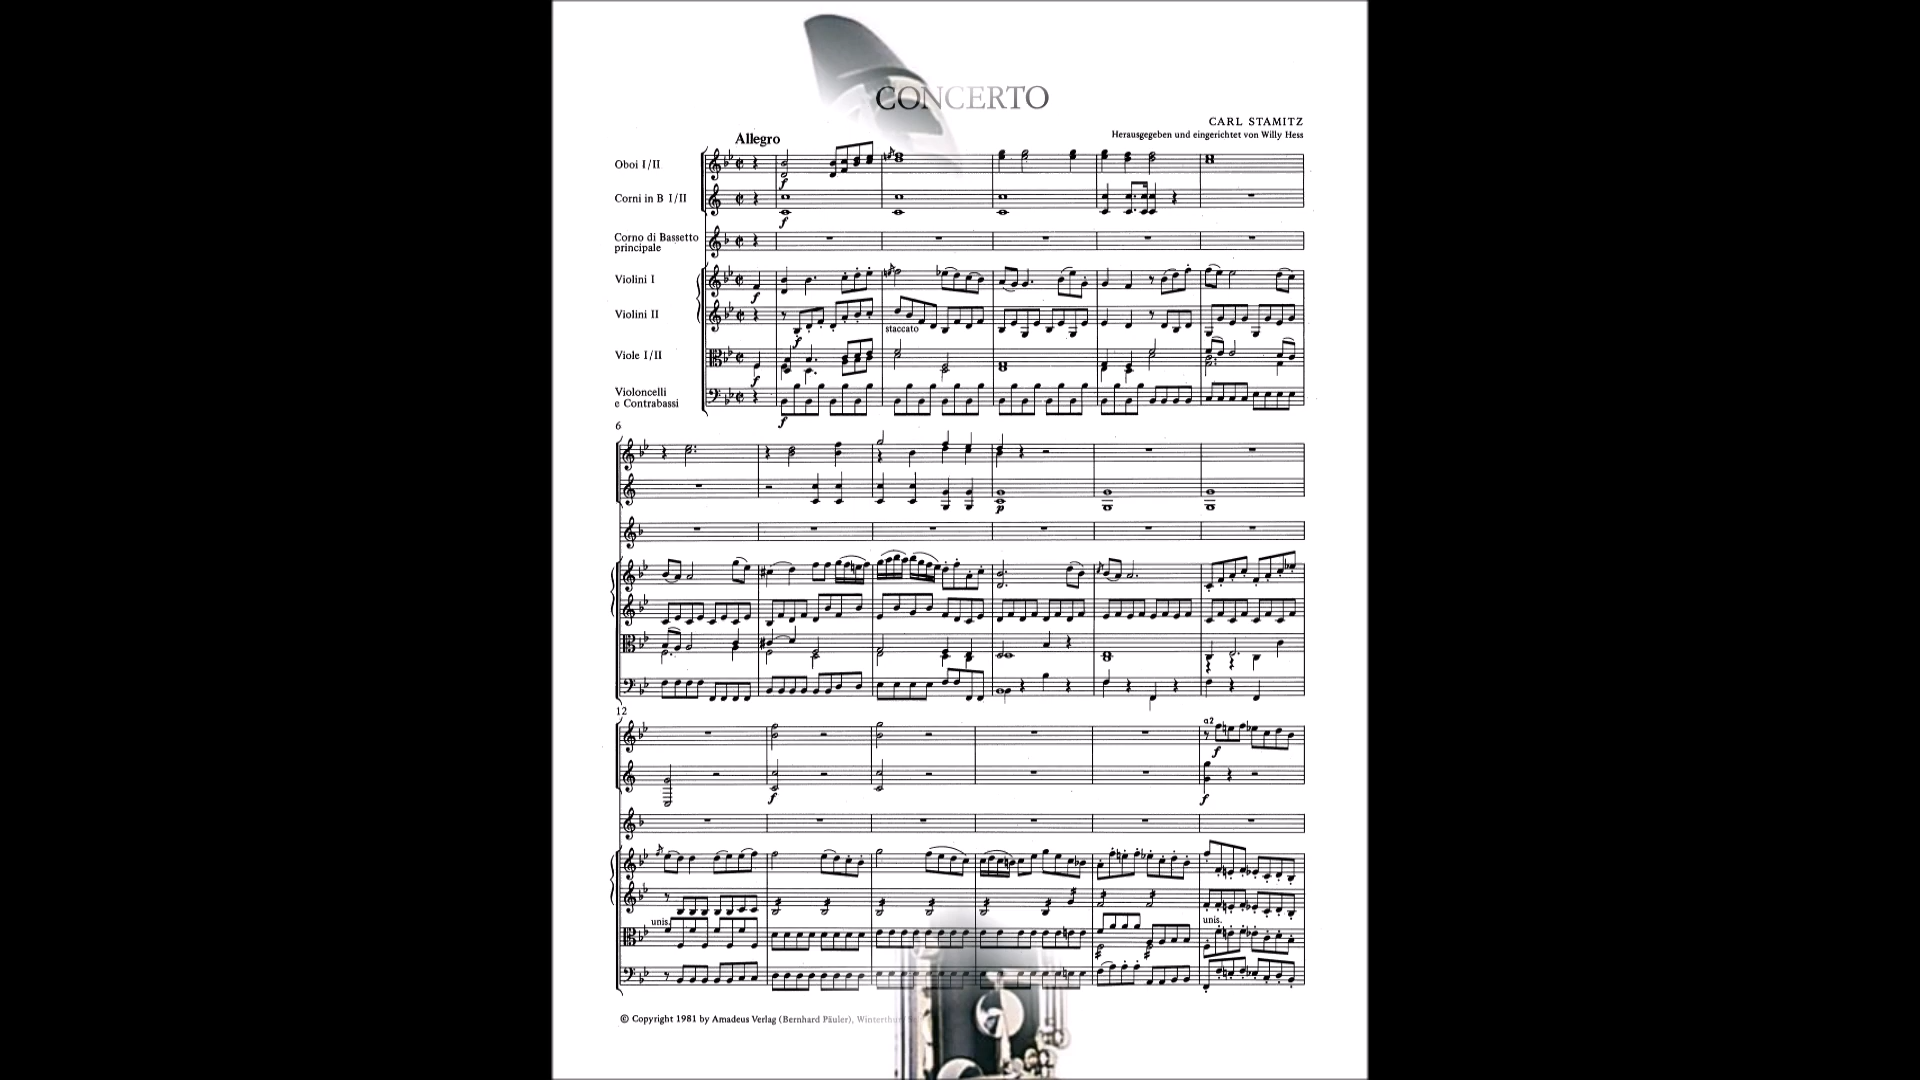 CONCERTO
CARL STAMITZ
Herausgegeben und eingerichtet von Willy Hess
Allegro
Oboi I/II
f
Corni in B I/II
f
Corno di Bassetto
principale
Violini I
f
Violini II
f
staccato
Viole I/II
f
Violoncelli
e Contrabassi
f
6
p
12
a2
f
f
f
unis.
unis.
© Copyright 1981 by Amadeus Verlag (Bernhard Päuler), Winterthur